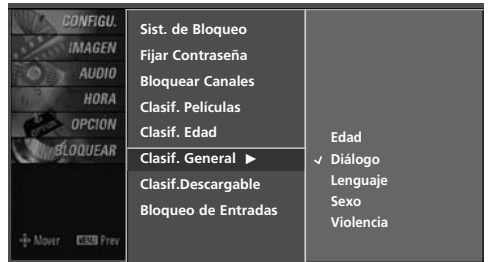 CONFIGU.
IMAGEN
AUDIO
HORA
OPCION
BLOQUEAR
Mover MENU Prev
Sist. de Bloqueo
Fijar Contraseña
Bloquear Canales
Clasif. Películas
Clasif. Edad
Clasif. General ►
Clasif.Descargable
Bloqueo de Entradas
Edad
✓ Diálogo
Lenguaje
Sexo
Violencia